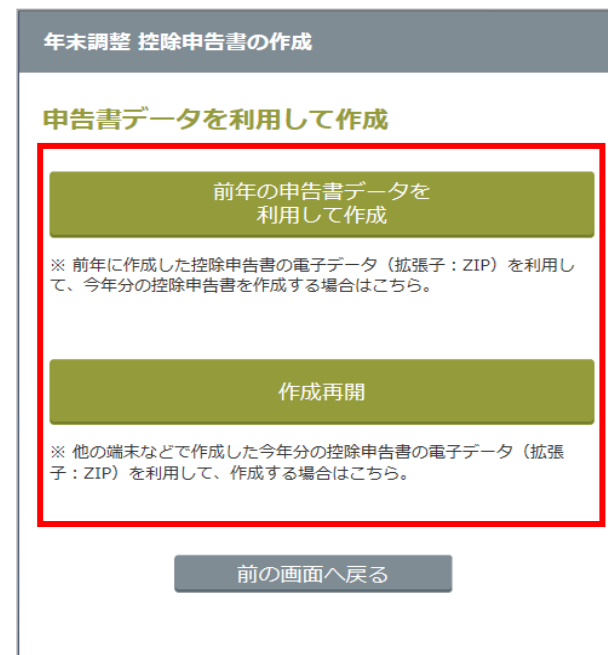 年末調整 控除申告書の作成
申告書データを利用して作成
前年の申告書データを
利用して作成
※ 前年に作成した控除申告書の電子データ（拡張子：ZIP）を利用し
て、今年分の控除申告書を作成する場合はこちら。
作成再開
※ 他の端末などで作成した今年分の控除申告書の電子データ（拡張
子：ZIP）を利用して、作成する場合はこちら。
前の画面へ戻る